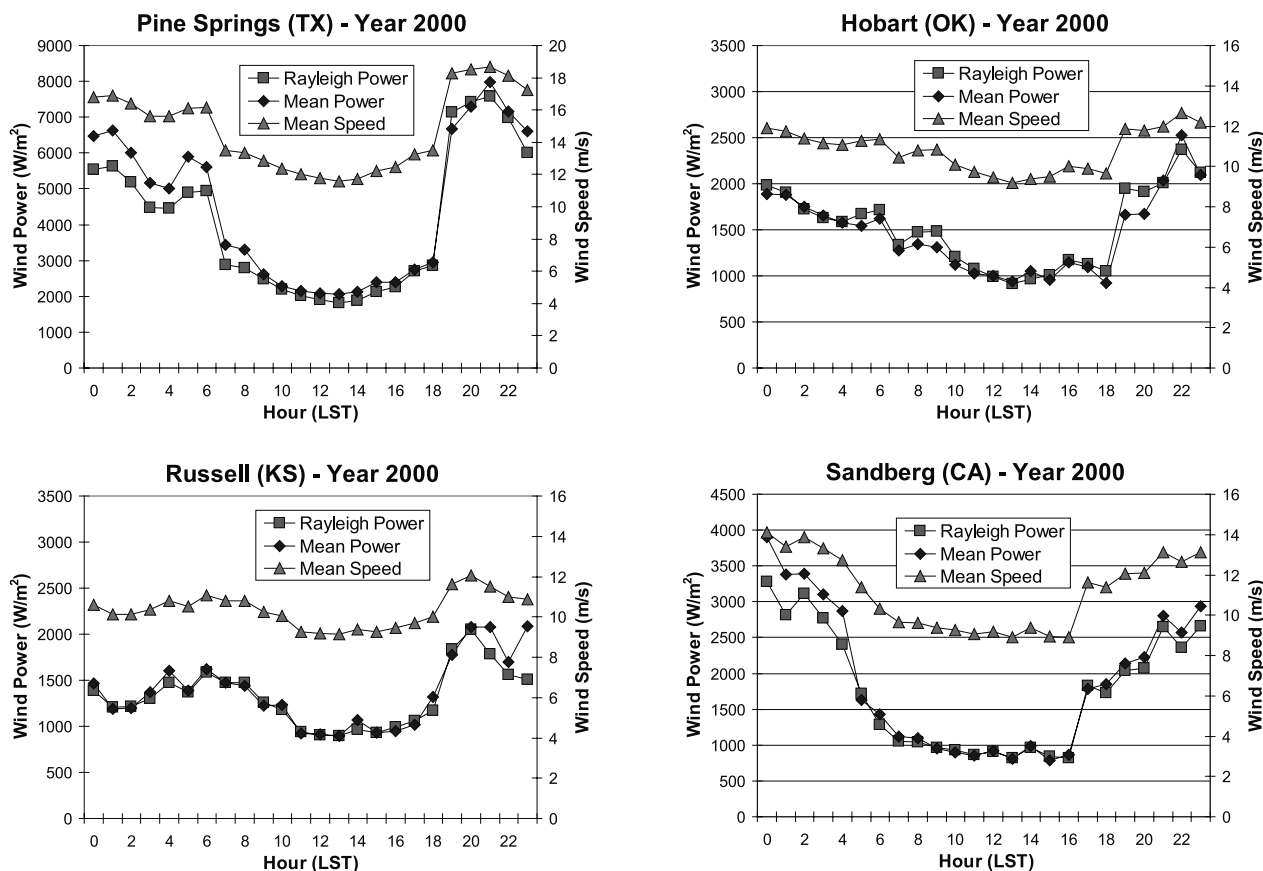 Pine Springs (TX) - Year 2000
9000
8000
7000
6000
5000
4000
3000
2000
1000
0
Wind Power (W/m²)
Rayleigh Power
Mean Power
Mean Speed
20
18
16
14
12
10
8
6
4
2
0
Wind Speed (m/s)
0 2 4 6 8 10 12 14 16 18 20 22
Hour (LST)
Hobart (OK) - Year 2000
3500
3000
2500
2000
1500
1000
500
0
Wind Power (W/m²)
Rayleigh Power
Mean Power
Mean Speed
16
14
12
10
8
6
4
2
0
Wind Speed (m/s)
0 2 4 6 8 10 12 14 16 18 20 22
Hour (LST)
Russell (KS) - Year 2000
3500
3000
2500
2000
1500
1000
500
0
Wind Power (W/m²)
Rayleigh Power
Mean Power
Mean Speed
16
14
12
10
8
6
4
2
0
Wind Speed (m/s)
0 2 4 6 8 10 12 14 16 18 20 22
Hour (LST)
Sandberg (CA) - Year 2000
4500
4000
3500
3000
2500
2000
1500
1000
500
0
Wind Power (W/m²)
Rayleigh Power
Mean Power
Mean Speed
16
14
12
10
8
6
4
2
0
Wind Speed (m/s)
0 2 4 6 8 10 12 14 16 18 20 22
Hour (LST)